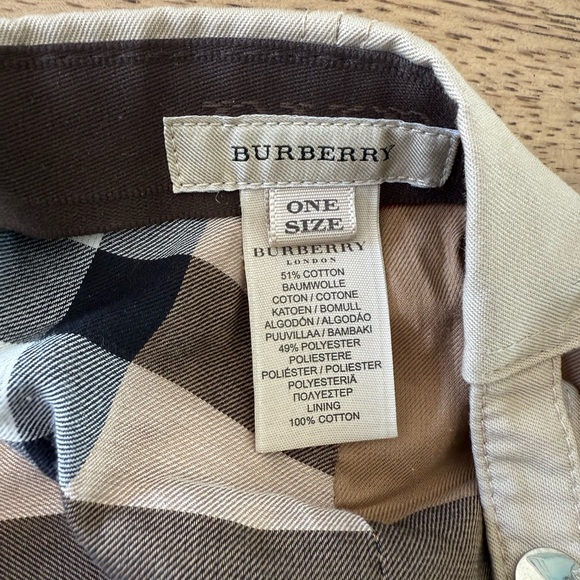 BURBERRY
ONE
SIZE
BURBERRY
LONDON
51% COTTON
BAUMWOLLE
COTON / COTONE
KATOEN / BOMULL
ALGODÓN / ALGODÃO
PUUVILLAA / BAMBAKI
49% POLYESTER
POLIESTERE
POLIÉSTER / POLIESTER
POLYESTERIÄ
ΠΟΛΥΕΣΤΕΡ
LINING
100% COTTON